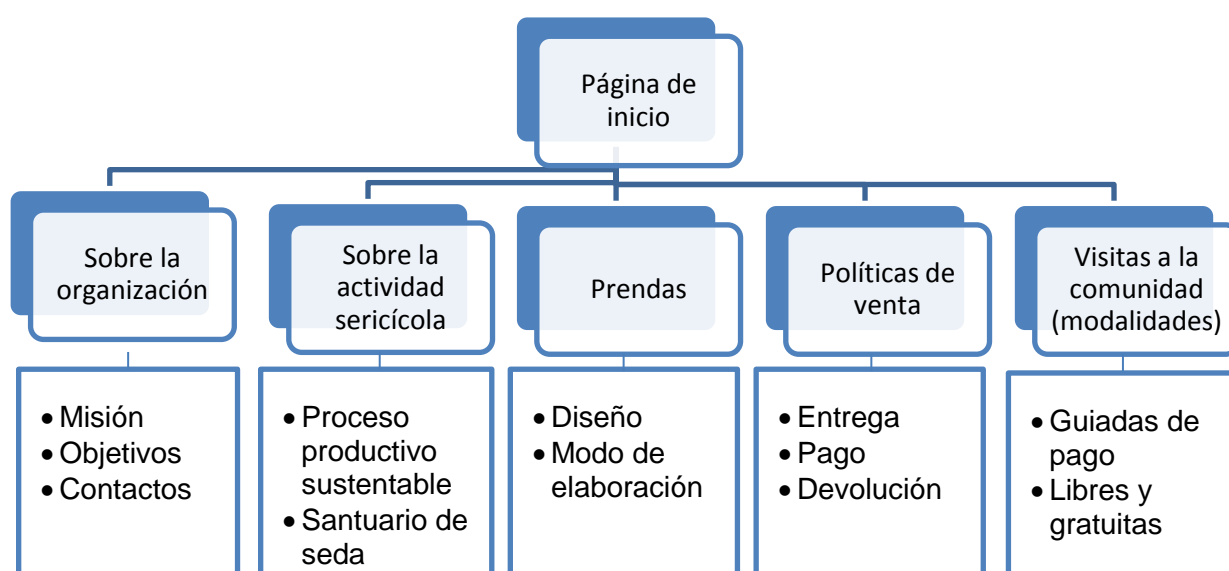 Página de
inicio
Sobre la
organización
Sobre la
actividad
sericícola
Prendas
Políticas de
venta
Visitas a la
comunidad
(modalidades)
• Misión
• Objetivos
• Contactos
• Proceso
productivo
sustentable
• Santuario de
seda
• Diseño
• Modo de
elaboración
• Entrega
• Pago
• Devolución
• Guiadas de
pago
• Libres y
gratuitas